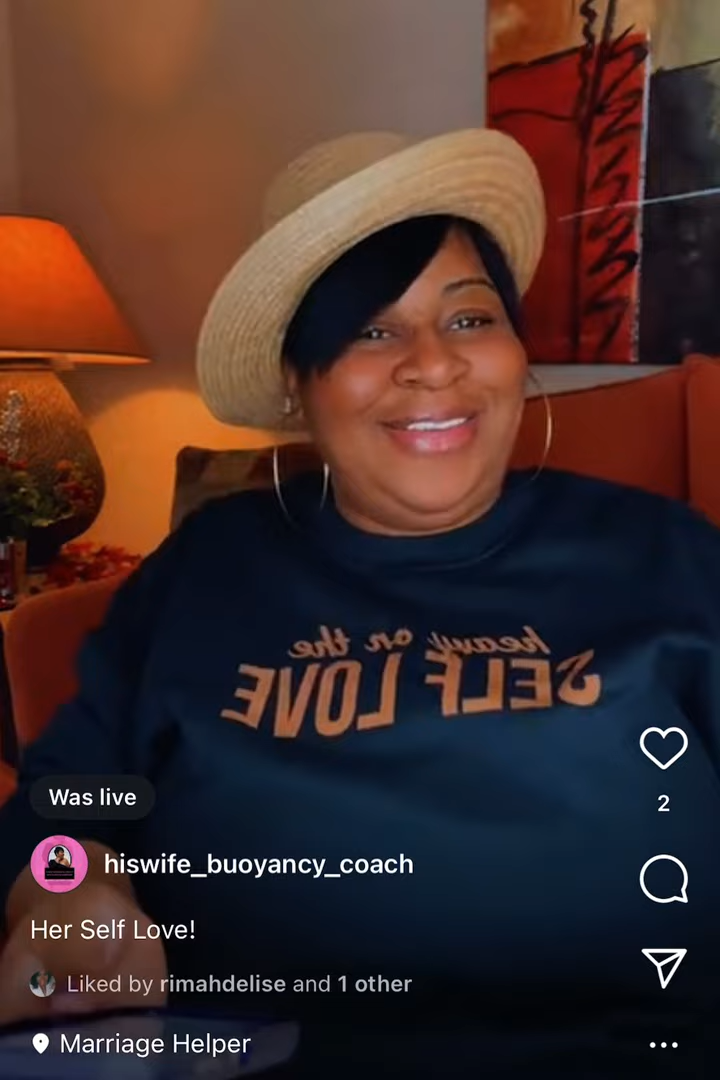 heavy on the
SELF LOVE
Was live
hiswife_buoyancy_coach
2
Her Self Love!
Liked by rimahdelise and 1 other
Marriage Helper